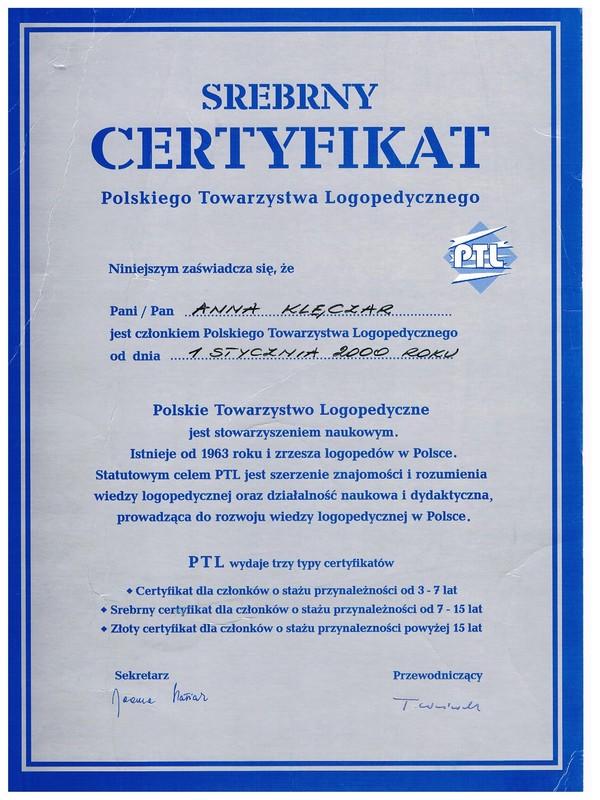 SREBRNY
CERTYFIKAT
Polskiego Towarzystwa Logopedycznego
PTL
Niniejszym zaświadcza się, że
Pani / Pan ANNA KLĘCZAR
jest członkiem Polskiego Towarzystwa Logopedycznego
od dnia 1 STYCZNIA 2000 ROKU
Polskie Towarzystwo Logopedyczne
jest stowarzyszeniem naukowym.
Istnieje od 1963 roku i zrzesza logopedów w Polsce.
Statutowym celem PTL jest szerzenie znajomości i rozumienia
wiedzy logopedycznej oraz działalność naukowa i dydaktyczna,
prowadząca do rozwoju wiedzy logopedycznej w Polsce.
PTL wydaje trzy typy certyfikatów
◆ Certyfikat dla członków o stażu przynależności od 3 - 7 lat
◆ Srebrny certyfikat dla członków o stażu przynależności od 7 - 15 lat
◆ Złoty certyfikat dla członków o stażu przynalezności powyżej 15 lat
Sekretarz Przewodniczący